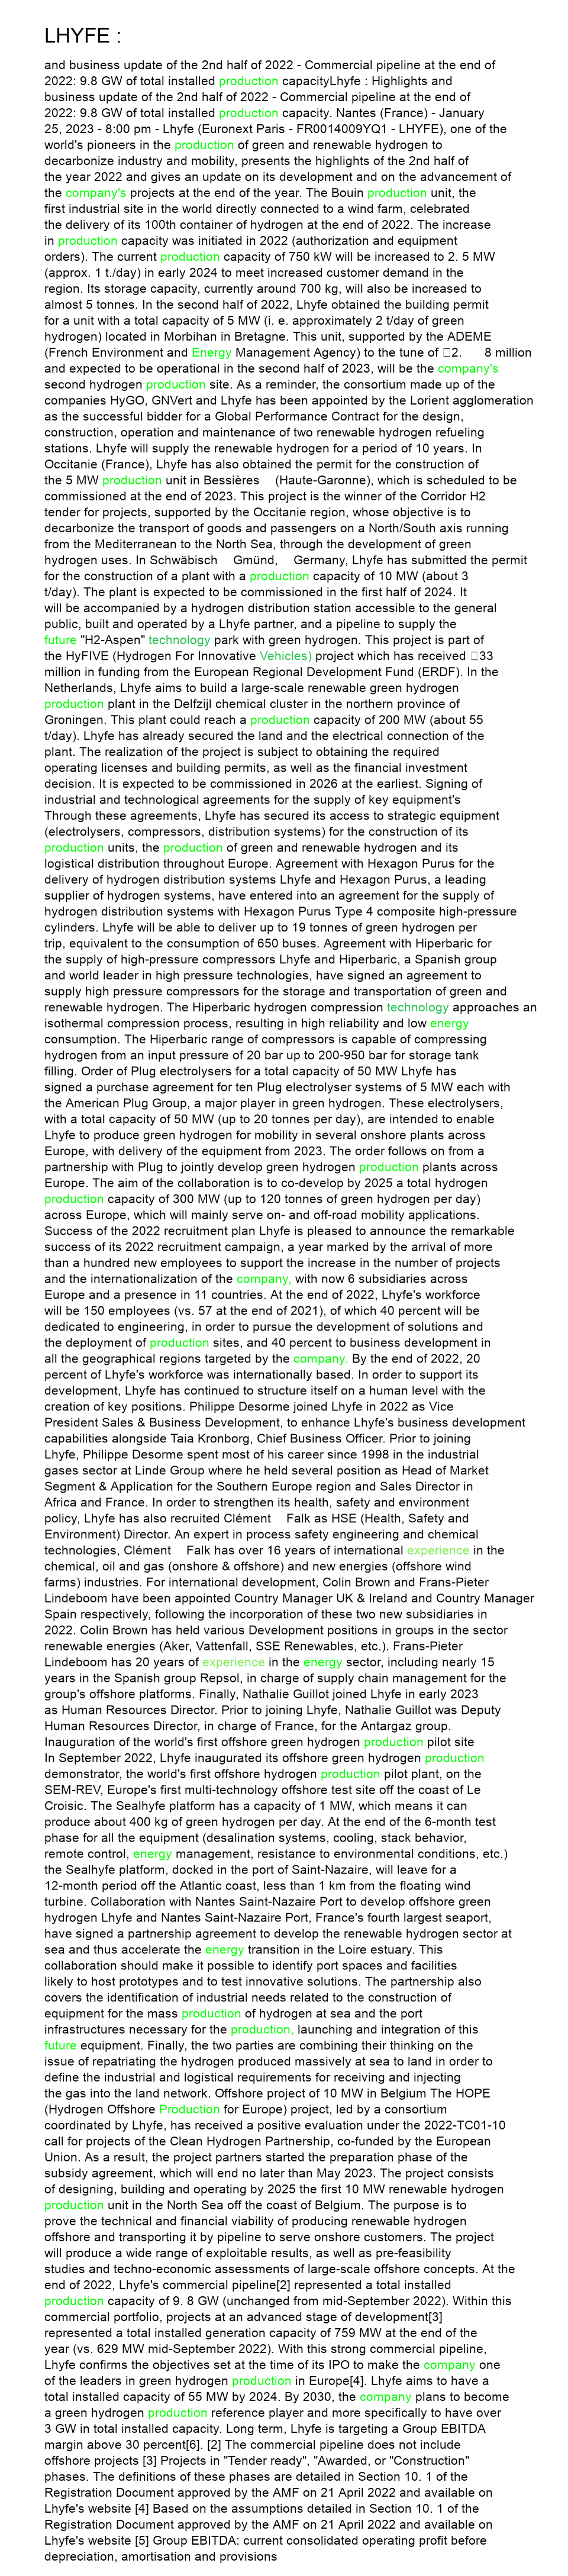 LHYFE :
and business update of the 2nd half of 2022 - Commercial pipeline at the end of
2022: 9.8 GW of total installed production capacityLhyfe : Highlights and
business update of the 2nd half of 2022 - Commercial pipeline at the end of
2022: 9.8 GW of total installed production capacity. Nantes (France) - January
25, 2023 - 8:00 pm - Lhyfe (Euronext Paris - FR0014009YQ1 - LHYFE), one of the
world's pioneers in the production of green and renewable hydrogen to
decarbonize industry and mobility, presents the highlights of the 2nd half of
the year 2022 and gives an update on its development and on the advancement of
the company's projects at the end of the year. The Bouin production unit, the
first industrial site in the world directly connected to a wind farm, celebrated
the delivery of its 100th container of hydrogen at the end of 2022. The increase
in production capacity was initiated in 2022 (authorization and equipment
orders). The current production capacity of 750 kW will be increased to 2. 5 MW
(approx. 1 t./day) in early 2024 to meet increased customer demand in the
region. Its storage capacity, currently around 700 kg, will also be increased to
almost 5 tonnes. In the second half of 2022, Lhyfe obtained the building permit
for a unit with a total capacity of 5 MW (i. e. approximately 2 t/day of green
hydrogen) located in Morbihan in Bretagne. This unit, supported by the ADEME
(French Environment and Energy Management Agency) to the tune of □2. 8 million
and expected to be operational in the second half of 2023, will be the company's
second hydrogen production site. As a reminder, the consortium made up of the
companies HyGO, GNVert and Lhyfe has been appointed by the Lorient agglomeration
as the successful bidder for a Global Performance Contract for the design,
construction, operation and maintenance of two renewable hydrogen refueling
stations. Lhyfe will supply the renewable hydrogen for a period of 10 years. In
Occitanie (France), Lhyfe has also obtained the permit for the construction of
the 5 MW production unit in Bessières (Haute-Garonne), which is scheduled to be
commissioned at the end of 2023. This project is the winner of the Corridor H2
tender for projects, supported by the Occitanie region, whose objective is to
decarbonize the transport of goods and passengers on a North/South axis running
from the Mediterranean to the North Sea, through the development of green
hydrogen uses. In Schwäbisch Gmünd, Germany, Lhyfe has submitted the permit
for the construction of a plant with a production capacity of 10 MW (about 3
t/day). The plant is expected to be commissioned in the first half of 2024. It
will be accompanied by a hydrogen distribution station accessible to the general
public, built and operated by a Lhyfe partner, and a pipeline to supply the
future "H2-Aspen" technology park with green hydrogen. This project is part of
the HyFIVE (Hydrogen For Innovative Vehicles) project which has received □33
million in funding from the European Regional Development Fund (ERDF). In the
Netherlands, Lhyfe aims to build a large-scale renewable green hydrogen
production plant in the Delfzijl chemical cluster in the northern province of
Groningen. This plant could reach a production capacity of 200 MW (about 55
t/day). Lhyfe has already secured the land and the electrical connection of the
plant. The realization of the project is subject to obtaining the required
operating licenses and building permits, as well as the financial investment
decision. It is expected to be commissioned in 2026 at the earliest. Signing of
industrial and technological agreements for the supply of key equipment's
Through these agreements, Lhyfe has secured its access to strategic equipment
(electrolysers, compressors, distribution systems) for the construction of its
production units, the production of green and renewable hydrogen and its
logistical distribution throughout Europe. Agreement with Hexagon Purus for the
delivery of hydrogen distribution systems Lhyfe and Hexagon Purus, a leading
supplier of hydrogen systems, have entered into an agreement for the supply of
hydrogen distribution systems with Hexagon Purus Type 4 composite high-pressure
cylinders. Lhyfe will be able to deliver up to 19 tonnes of green hydrogen per
trip, equivalent to the consumption of 650 buses. Agreement with Hiperbaric for
the supply of high-pressure compressors Lhyfe and Hiperbaric, a Spanish group
and world leader in high pressure technologies, have signed an agreement to
supply high pressure compressors for the storage and transportation of green and
renewable hydrogen. The Hiperbaric hydrogen compression technology approaches an
isothermal compression process, resulting in high reliability and low energy
consumption. The Hiperbaric range of compressors is capable of compressing
hydrogen from an input pressure of 20 bar up to 200-950 bar for storage tank
filling. Order of Plug electrolysers for a total capacity of 50 MW Lhyfe has
signed a purchase agreement for ten Plug electrolyser systems of 5 MW each with
the American Plug Group, a major player in green hydrogen. These electrolysers,
with a total capacity of 50 MW (up to 20 tonnes per day), are intended to enable
Lhyfe to produce green hydrogen for mobility in several onshore plants across
Europe, with delivery of the equipment from 2023. The order follows on from a
partnership with Plug to jointly develop green hydrogen production plants across
Europe. The aim of the collaboration is to co-develop by 2025 a total hydrogen
production capacity of 300 MW (up to 120 tonnes of green hydrogen per day)
across Europe, which will mainly serve on- and off-road mobility applications.
Success of the 2022 recruitment plan Lhyfe is pleased to announce the remarkable
success of its 2022 recruitment campaign, a year marked by the arrival of more
than a hundred new employees to support the increase in the number of projects
and the internationalization of the company, with now 6 subsidiaries across
Europe and a presence in 11 countries. At the end of 2022, Lhyfe's workforce
will be 150 employees (vs. 57 at the end of 2021), of which 40 percent will be
dedicated to engineering, in order to pursue the development of solutions and
the deployment of production sites, and 40 percent to business development in
all the geographical regions targeted by the company. By the end of 2022, 20
percent of Lhyfe's workforce was internationally based. In order to support its
development, Lhyfe has continued to structure itself on a human level with the
creation of key positions. Philippe Desorme joined Lhyfe in 2022 as Vice
President Sales & Business Development, to enhance Lhyfe's business development
capabilities alongside Taia Kronborg, Chief Business Officer. Prior to joining
Lhyfe, Philippe Desorme spent most of his career since 1998 in the industrial
gases sector at Linde Group where he held several position as Head of Market
Segment & Application for the Southern Europe region and Sales Director in
Africa and France. In order to strengthen its health, safety and environment
policy, Lhyfe has also recruited Clément Falk as HSE (Health, Safety and
Environment) Director. An expert in process safety engineering and chemical
technologies, Clément Falk has over 16 years of international experience in the
chemical, oil and gas (onshore & offshore) and new energies (offshore wind
farms) industries. For international development, Colin Brown and Frans-Pieter
Lindeboom have been appointed Country Manager UK & Ireland and Country Manager
Spain respectively, following the incorporation of these two new subsidiaries in
2022. Colin Brown has held various Development positions in groups in the sector
renewable energies (Aker, Vattenfall, SSE Renewables, etc.). Frans-Pieter
Lindeboom has 20 years of experience in the energy sector, including nearly 15
years in the Spanish group Repsol, in charge of supply chain management for the
group's offshore platforms. Finally, Nathalie Guillot joined Lhyfe in early 2023
as Human Resources Director. Prior to joining Lhyfe, Nathalie Guillot was Deputy
Human Resources Director, in charge of France, for the Antargaz group.
Inauguration of the world's first offshore green hydrogen production pilot site
In September 2022, Lhyfe inaugurated its offshore green hydrogen production
demonstrator, the world's first offshore hydrogen production pilot plant, on the
SEM-REV, Europe's first multi-technology offshore test site off the coast of Le
Croisic. The Sealhyfe platform has a capacity of 1 MW, which means it can
produce about 400 kg of green hydrogen per day. At the end of the 6-month test
phase for all the equipment (desalination systems, cooling, stack behavior,
remote control, energy management, resistance to environmental conditions, etc.)
the Sealhyfe platform, docked in the port of Saint-Nazaire, will leave for a
12-month period off the Atlantic coast, less than 1 km from the floating wind
turbine. Collaboration with Nantes Saint-Nazaire Port to develop offshore green
hydrogen Lhyfe and Nantes Saint-Nazaire Port, France's fourth largest seaport,
have signed a partnership agreement to develop the renewable hydrogen sector at
sea and thus accelerate the energy transition in the Loire estuary. This
collaboration should make it possible to identify port spaces and facilities
likely to host prototypes and to test innovative solutions. The partnership also
covers the identification of industrial needs related to the construction of
equipment for the mass production of hydrogen at sea and the port
infrastructures necessary for the production, launching and integration of this
future equipment. Finally, the two parties are combining their thinking on the
issue of repatriating the hydrogen produced massively at sea to land in order to
define the industrial and logistical requirements for receiving and injecting
the gas into the land network. Offshore project of 10 MW in Belgium The HOPE
(Hydrogen Offshore Production for Europe) project, led by a consortium
coordinated by Lhyfe, has received a positive evaluation under the 2022-TC01-10
call for projects of the Clean Hydrogen Partnership, co-funded by the European
Union. As a result, the project partners started the preparation phase of the
subsidy agreement, which will end no later than May 2023. The project consists
of designing, building and operating by 2025 the first 10 MW renewable hydrogen
production unit in the North Sea off the coast of Belgium. The purpose is to
prove the technical and financial viability of producing renewable hydrogen
offshore and transporting it by pipeline to serve onshore customers. The project
will produce a wide range of exploitable results, as well as pre-feasibility
studies and techno-economic assessments of large-scale offshore concepts. At the
end of 2022, Lhyfe's commercial pipeline[2] represented a total installed
production capacity of 9. 8 GW (unchanged from mid-September 2022). Within this
commercial portfolio, projects at an advanced stage of development[3]
represented a total installed generation capacity of 759 MW at the end of the
year (vs. 629 MW mid-September 2022). With this strong commercial pipeline,
Lhyfe confirms the objectives set at the time of its IPO to make the company one
of the leaders in green hydrogen production in Europe[4]. Lhyfe aims to have a
total installed capacity of 55 MW by 2024. By 2030, the company plans to become
a green hydrogen production reference player and more specifically to have over
3 GW in total installed capacity. Long term, Lhyfe is targeting a Group EBITDA
margin above 30 percent[6]. [2] The commercial pipeline does not include
offshore projects [3] Projects in "Tender ready", "Awarded, or "Construction"
phases. The definitions of these phases are detailed in Section 10. 1 of the
Registration Document approved by the AMF on 21 April 2022 and available on
Lhyfe's website [4] Based on the assumptions detailed in Section 10. 1 of the
Registration Document approved by the AMF on 21 April 2022 and available on
Lhyfe's website [5] Group EBITDA: current consolidated operating profit before
depreciation, amortisation and provisions